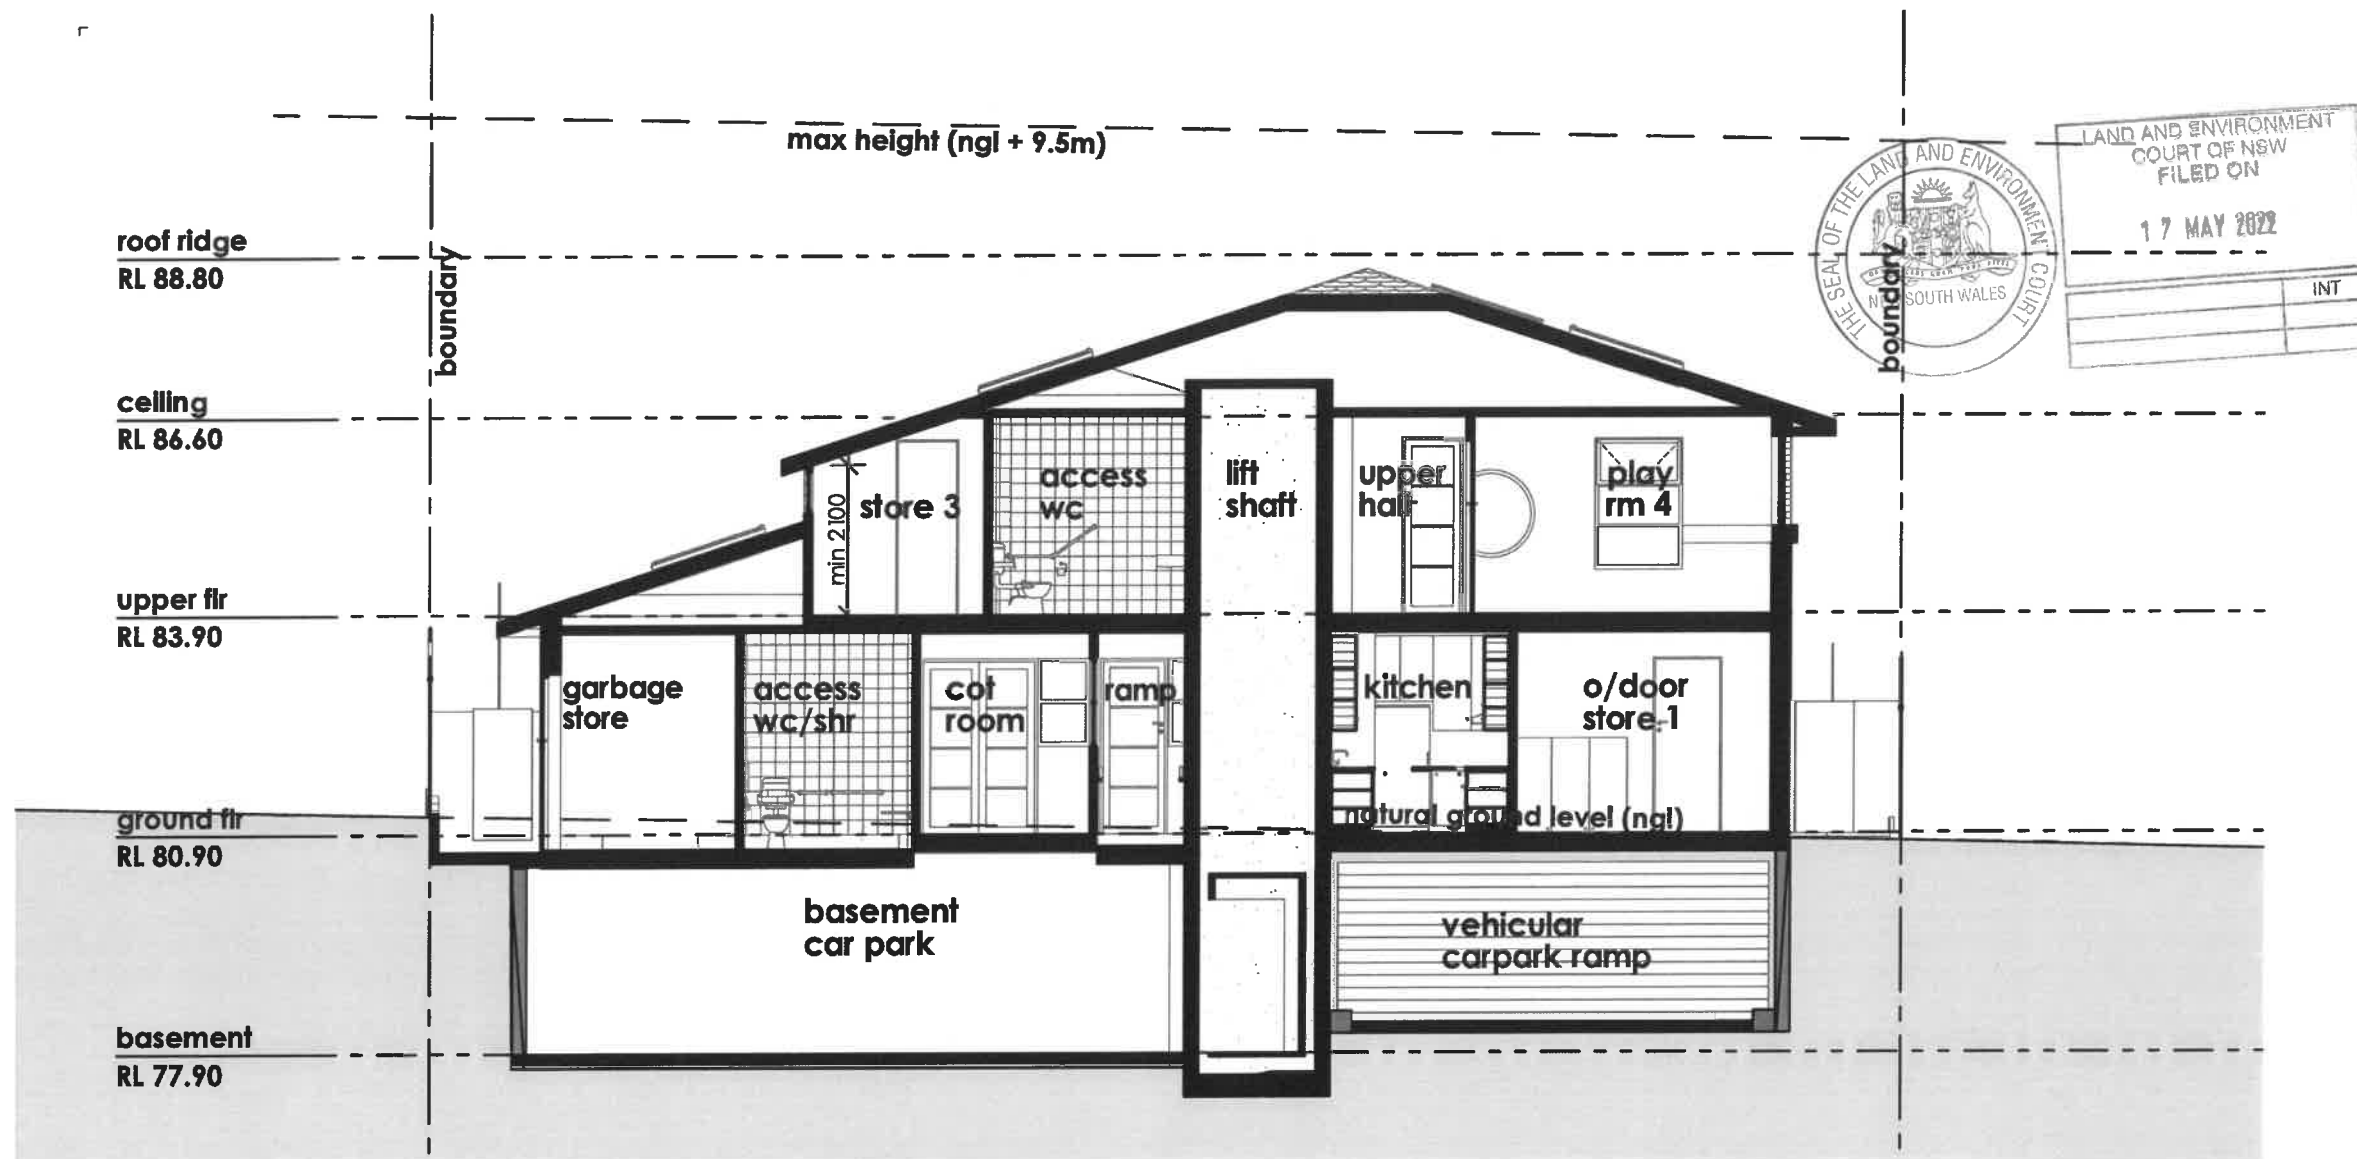 max height (ngl + 9.5m)
LAND AND ENVIRONMENT
COURT OF NSW
FILED ON
17 MAY 2022
INT
THE SEAL OF THE LAND AND ENVIRONMENT COURT
SOUTH WALES
roof ridge
RL 88.80
boundary
boundary
ceiling
RL 86.60
store 3
min 2100
access
wc
lift
shaft
upper
hall
play
rm 4
upper flr
RL 83.90
garbage
store
access
wc/shr
cot
room
ramp
kitchen
o/door
store 1
ground flr
RL 80.90
natural ground level (ngl)
basement
car park
vehicular
carpark ramp
basement
RL 77.90